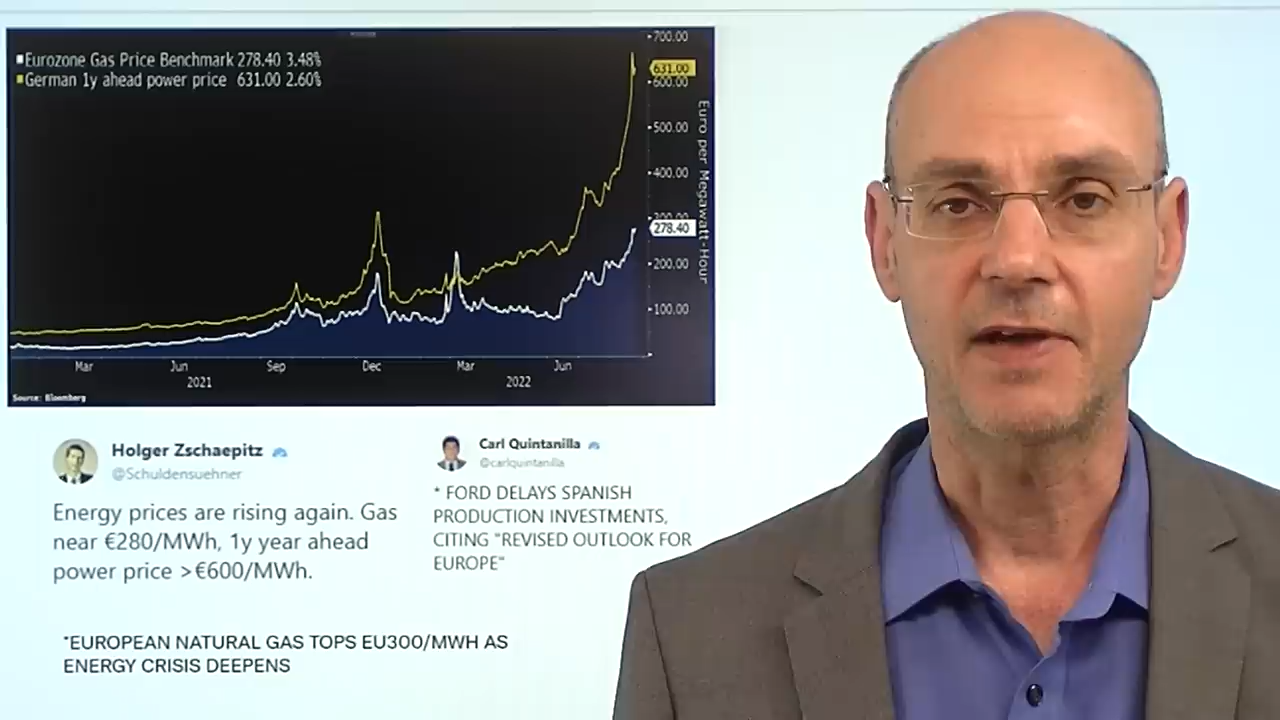 Eurozone Gas Price Benchmark 278.40 3.48%
German 1y ahead power price 631.00 2.60%
700.00
631.00
600.00
500.00
400.00
300.00
278.40
200.00
100.00
Euro per Megawatt-Hour
Mar Jun Sep Dec Mar Jun
2021 2022
Source: Bloomberg
Holger Zschaepitz
@Schuldensuehner
Energy prices are rising again. Gas
near €280/MWh, 1y year ahead
power price >€600/MWh.
Carl Quintanilla
@carlquintanilla
* FORD DELAYS SPANISH
PRODUCTION INVESTMENTS,
CITING "REVISED OUTLOOK FOR
EUROPE"
*EUROPEAN NATURAL GAS TOPS EU300/MWH AS
ENERGY CRISIS DEEPENS